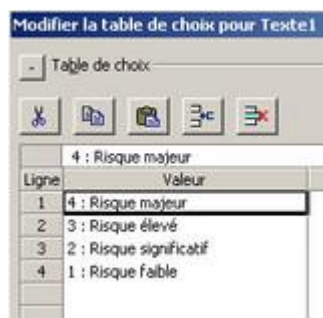 Modifier la table de choix pour Texte1
- Table de choix
4 : Risque majeur
Ligne Valeur
1 4 : Risque majeur
2 3 : Risque élevé
3 2 : Risque significatif
4 1 : Risque faible